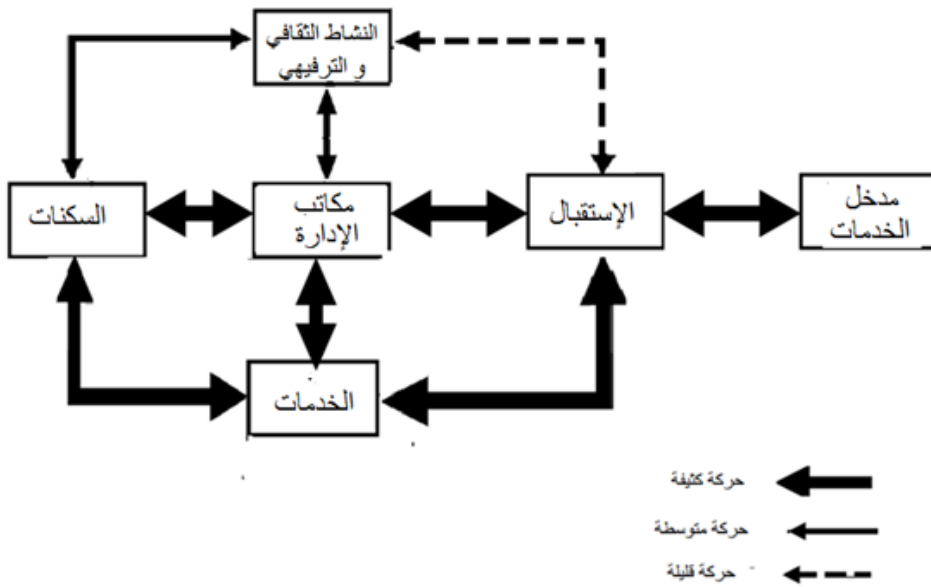 النشاط الثقافي
و الترفيهي
مدخل
الخدمات
الإستقبال
مكاتب
الإدارة
السكنات
الخدمات
حركة كثيفة
حركة متوسطة
حركة قليلة